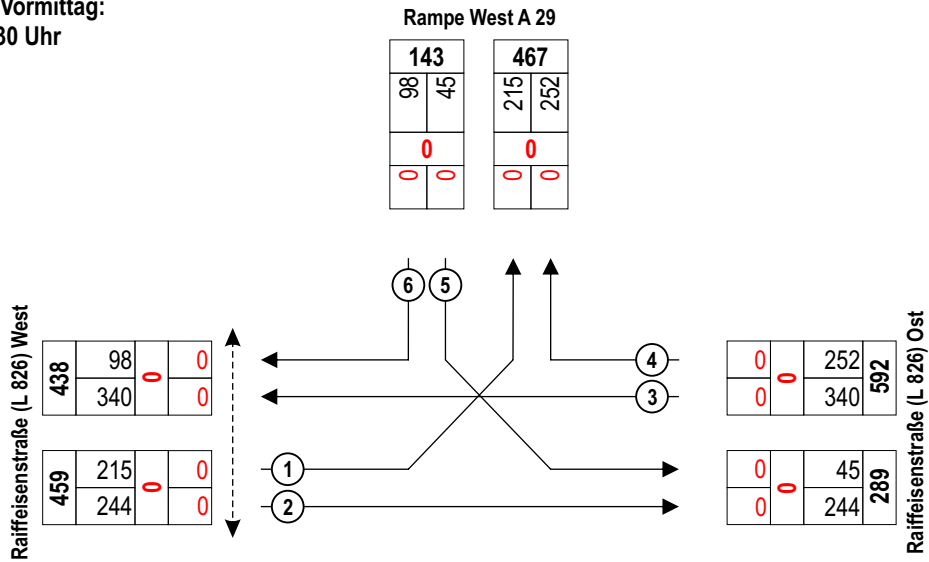 Vormittag:
30 Uhr
Rampe West A 29
143 467
98 45 215 252
0 0
0 0 0 0
6 5
Raiffeisenstraße (L 826) West
438 98 0 0
340 0
459 215 0 0
244 0
4
3
1
2
0 0 252 592
0 340
0 0 45 289
0 244
Raiffeisenstraße (L 826) Ost